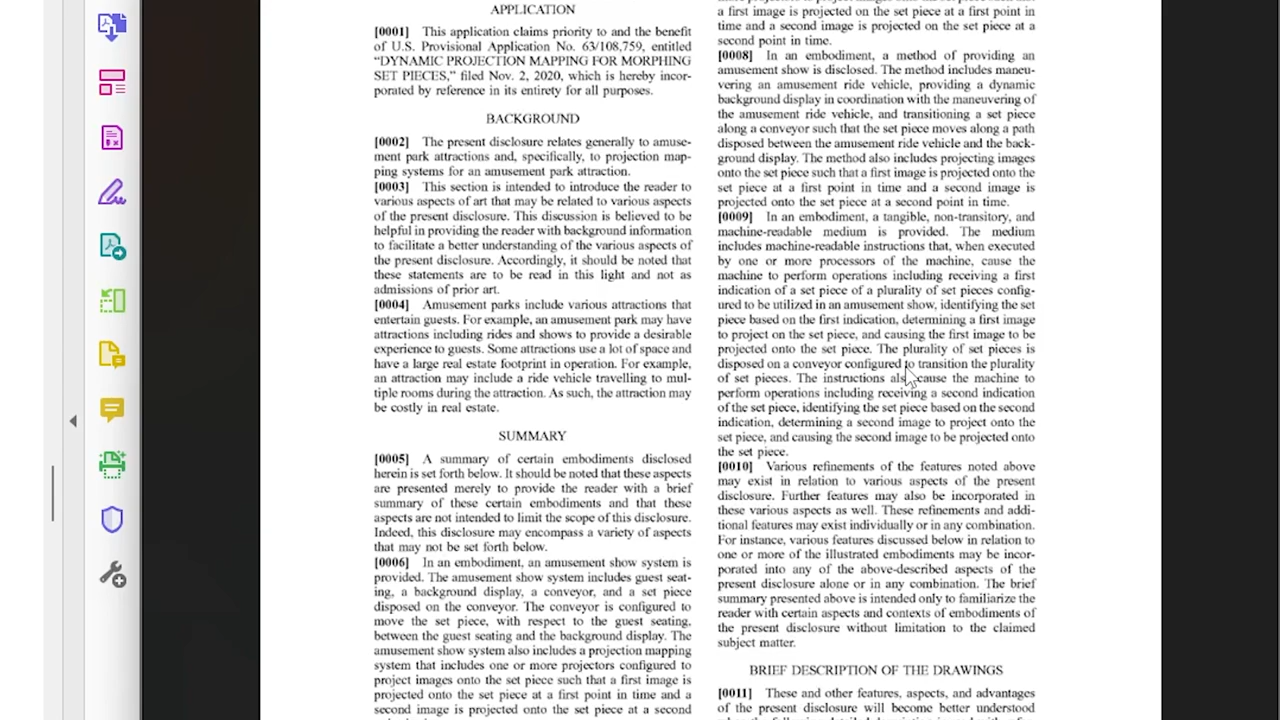 APPLICATION
[0001] This application claims priority to and the benefit
of U.S. Provisional Application No. 63/108,759, entitled
“DYNAMIC PROJECTION MAPPING FOR MORPHING
SET PIECES,” filed Nov. 2, 2020, which is hereby incor-
porated by reference in its entirety for all purposes.
BACKGROUND
[0002] The present disclosure relates generally to amuse-
ment park attractions and, specifically, to projection map-
ping systems for an amusement park attraction.
[0003] This section is intended to introduce the reader to
various aspects of art that may be related to various aspects
of the present disclosure. This discussion is believed to be
helpful in providing the reader with background information
to facilitate a better understanding of the various aspects of
the present disclosure. Accordingly, it should be noted that
these statements are to be read in this light and not as
admissions of prior art.
[0004] Amusement parks include various attractions that
entertain guests. For example, an amusement park may have
attractions including rides and shows to provide a desirable
experience to guests. Some attractions use a lot of space and
have a large real estate footprint in operation. For example,
an attraction may include a ride vehicle travelling to mul-
tiple rooms during the attraction. As such, the attraction may
be costly in real estate.
SUMMARY
[0005] A summary of certain embodiments disclosed
herein is set forth below. It should be noted that these aspects
are presented merely to provide the reader with a brief
summary of these certain embodiments and that these
aspects are not intended to limit the scope of this disclosure.
Indeed, this disclosure may encompass a variety of aspects
that may not be set forth below.
[0006] In an embodiment, an amusement show system is
provided. The amusement show system includes guest seat-
ing, a background display, a conveyor, and a set piece
disposed on the conveyor. The conveyor is configured to
move the set piece, with respect to the guest seating,
between the guest seating and the background display. The
amusement show system also includes a projection mapping
system that includes one or more projectors configured to
project images onto the set piece such that a first image is
projected onto the set piece at a first point in time and a
second image is projected onto the set piece at a second
a first image is projected on the set piece at a first point in
time and a second image is projected on the set piece at a
second point in time.
[0008] In an embodiment, a method of providing an
amusement show is disclosed. The method includes maneu-
vering an amusement ride vehicle, providing a dynamic
background display in coordination with the maneuvering of
the amusement ride vehicle, and transitioning a set piece
along a conveyor such that the set piece moves along a path
disposed between the amusement ride vehicle and the back-
ground display. The method also includes projecting images
onto the set piece such that a first image is projected onto the
set piece at a first point in time and a second image is
projected onto the set piece at a second point in time.
[0009] In an embodiment, a tangible, non-transitory, and
machine-readable medium is provided. The medium
includes machine-readable instructions that, when executed
by one or more processors of the machine, cause the
machine to perform operations including receiving a first
indication of a set piece of a plurality of set pieces config-
ured to be utilized in an amusement show, identifying the set
piece based on the first indication, determining a first image
to project on the set piece, and causing the first image to be
projected onto the set piece. The plurality of set pieces is
disposed on a conveyor configured to transition the plurality
of set pieces. The instructions also cause the machine to
perform operations including receiving a second indication
of the set piece, identifying the set piece based on the second
indication, determining a second image to project onto the
set piece, and causing the second image to be projected onto
the set piece.
[0010] Various refinements of the features noted above
may exist in relation to various aspects of the present
disclosure. Further features may also be incorporated in
these various aspects as well. These refinements and addi-
tional features may exist individually or in any combination.
For instance, various features discussed below in relation to
one or more of the illustrated embodiments may be incor-
porated into any of the above-described aspects of the
present disclosure alone or in any combination. The brief
summary presented above is intended only to familiarize the
reader with certain aspects and contexts of embodiments of
the present disclosure without limitation to the claimed
subject matter.
BRIEF DESCRIPTION OF THE DRAWINGS
[0011] These and other features, aspects, and advantages
of the present disclosure will become better understood